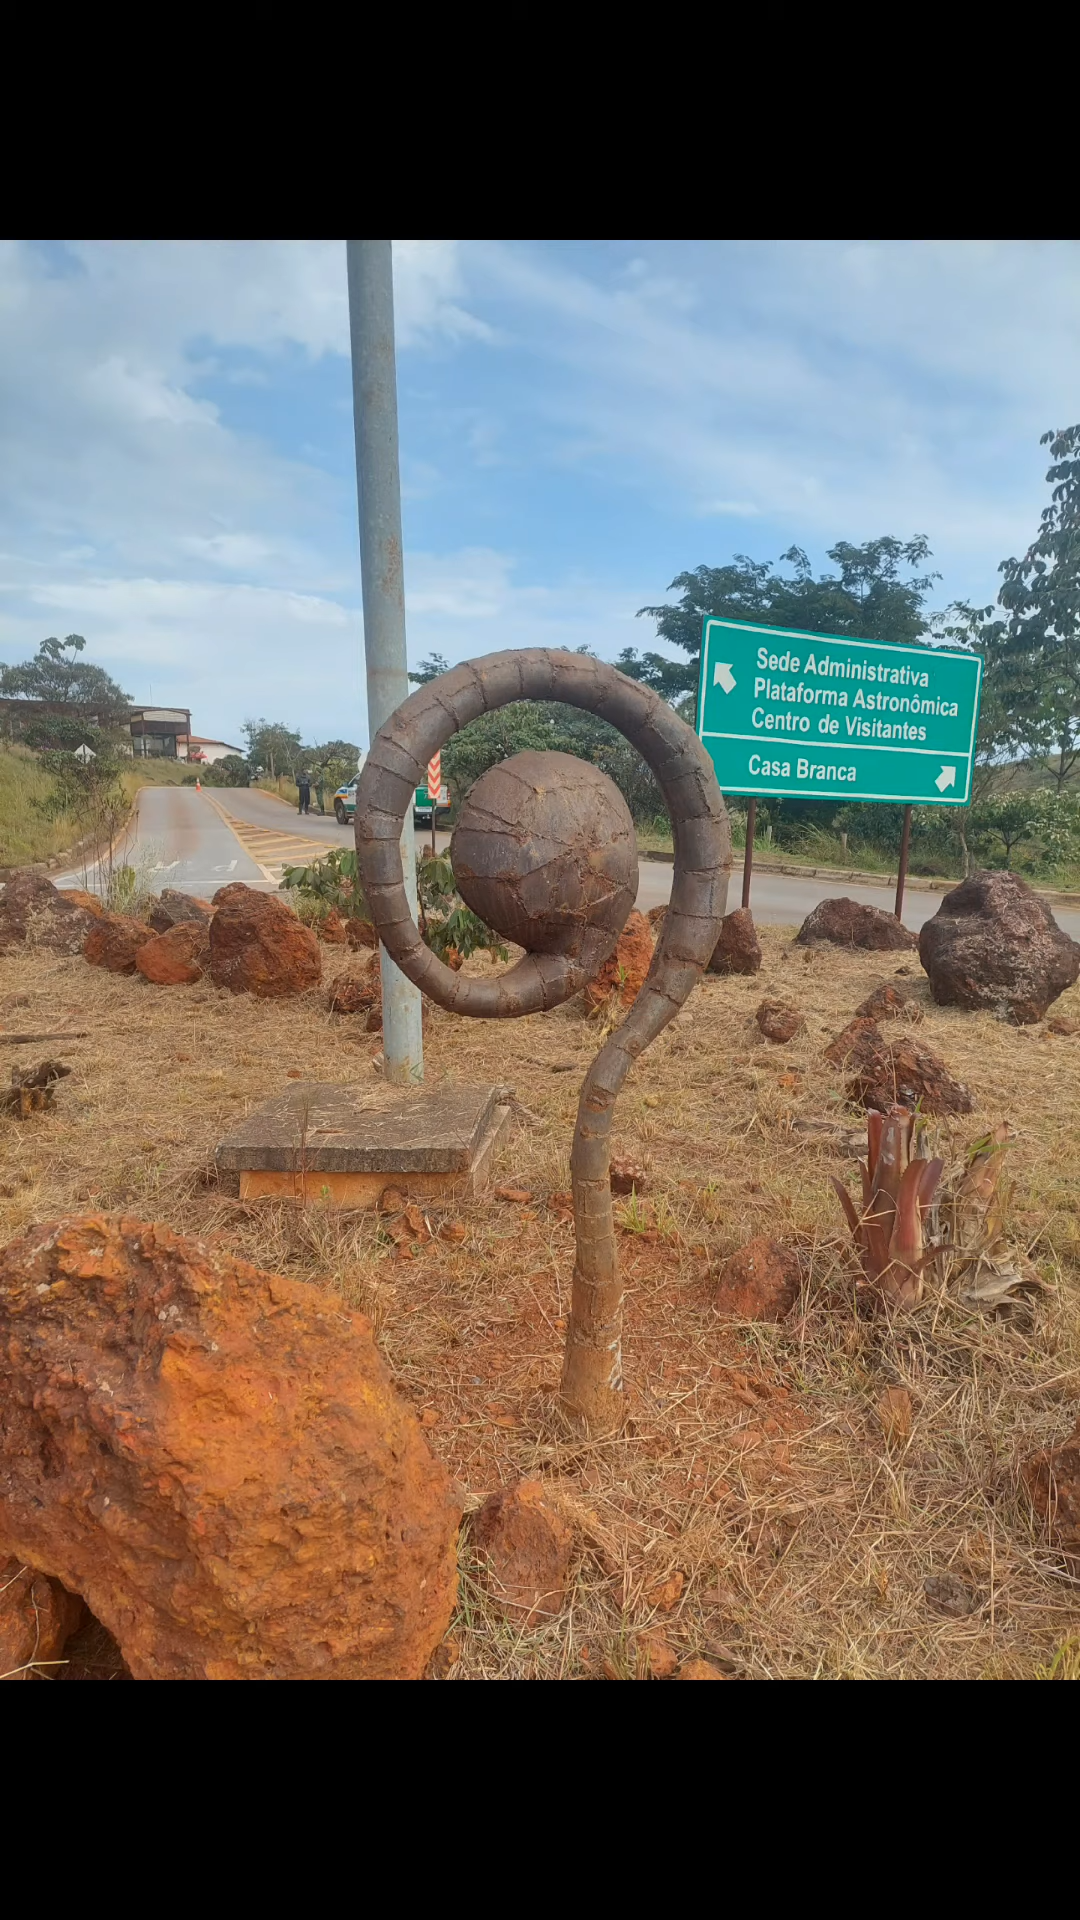 Sede Administrativa
Plataforma Astronômica
Centro de Visitantes
Casa Branca